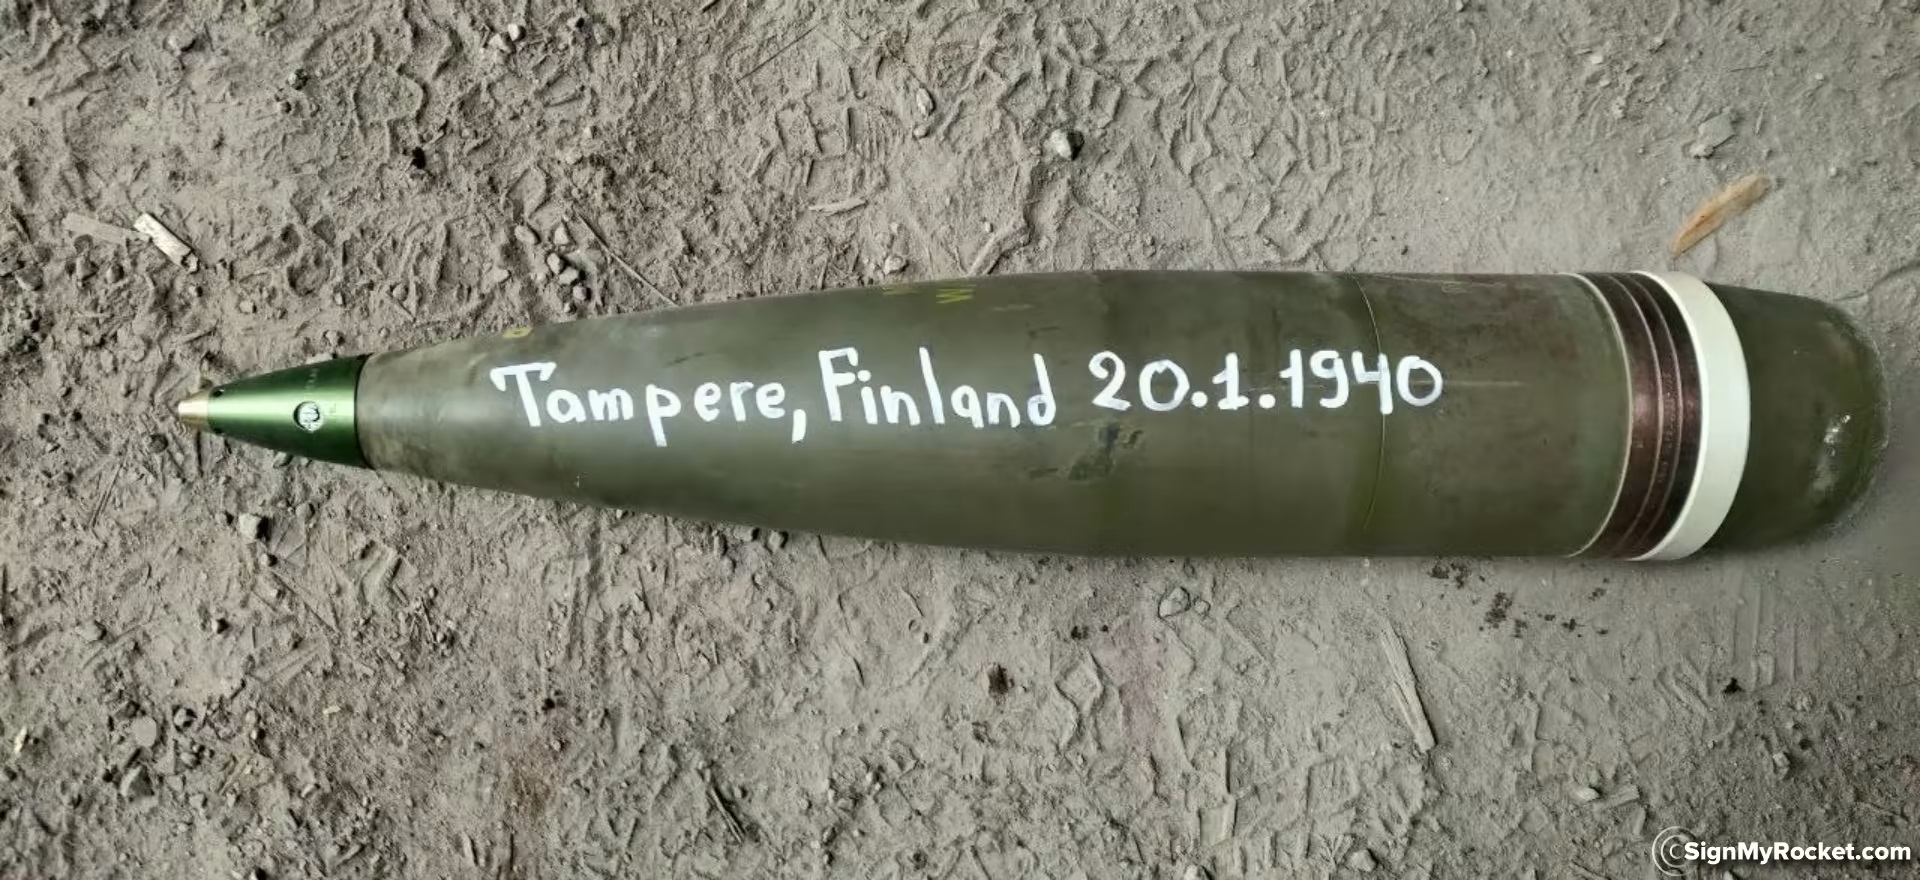 Tampere, Finland 20.1.1940
©SignMyRocket.com